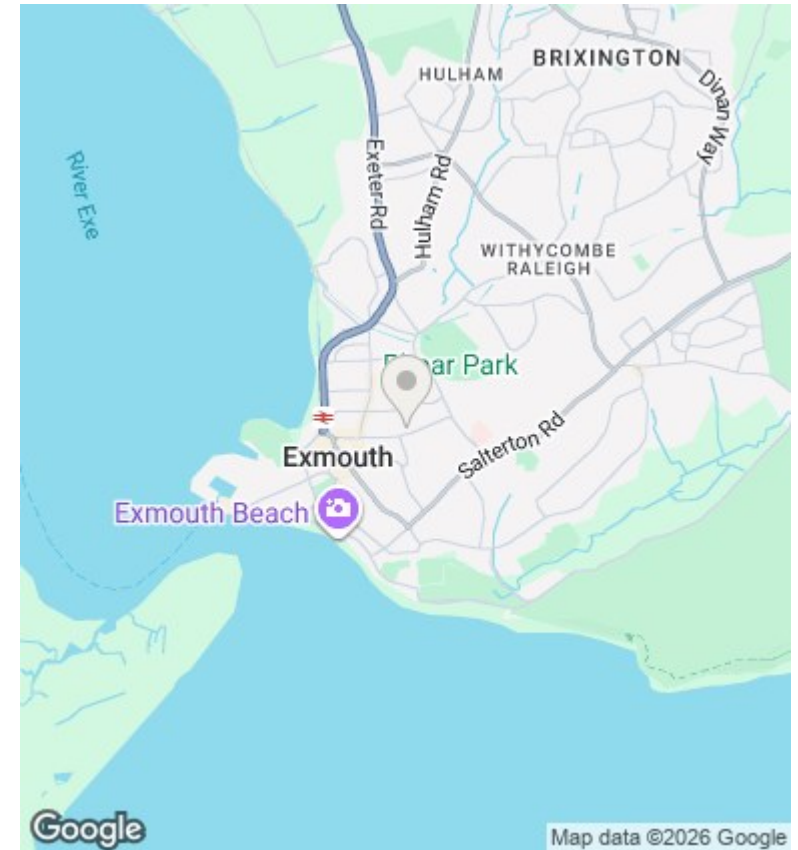 BRIXINGTON
HULHAM
Dinan Way
River Exe
Exeter Rd
Hulham Rd
WITHYCOMBE
RALEIGH
Park
Salterton Rd
Exmouth
Exmouth Beach
Google
Map data ©2026 Google